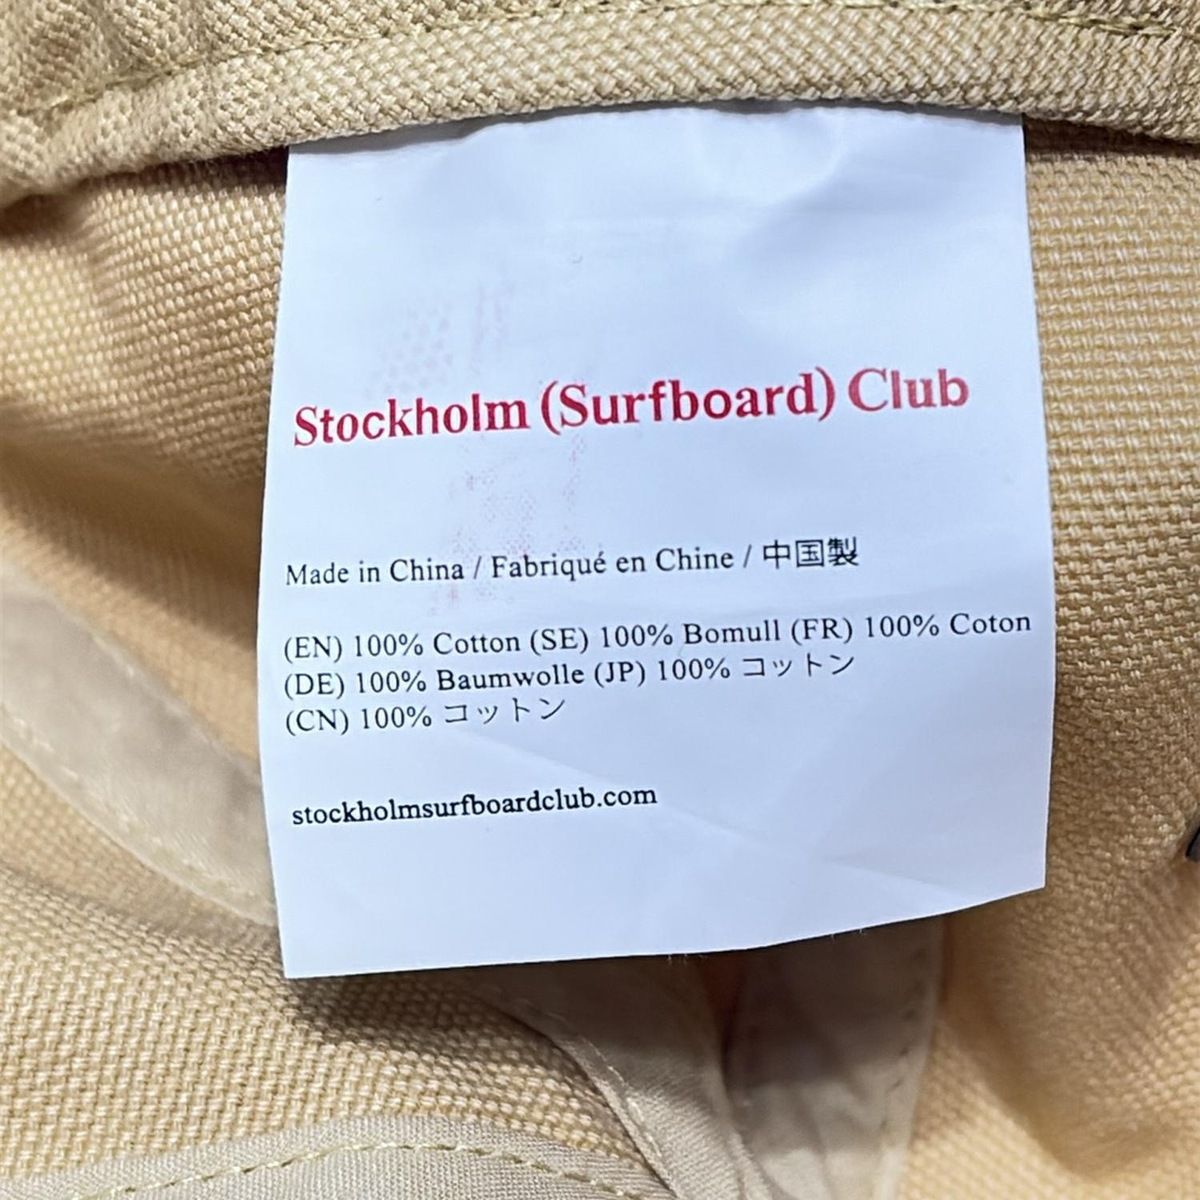 Stockholm (Surfboard) Club
Made in China / Fabriqué en Chine / 中国製
(EN) 100% Cotton (SE) 100% Bomull (FR) 100% Coton
(DE) 100% Baumwolle (JP) 100% コットン
(CN) 100% コットン
stockholmsurfboardclub.com